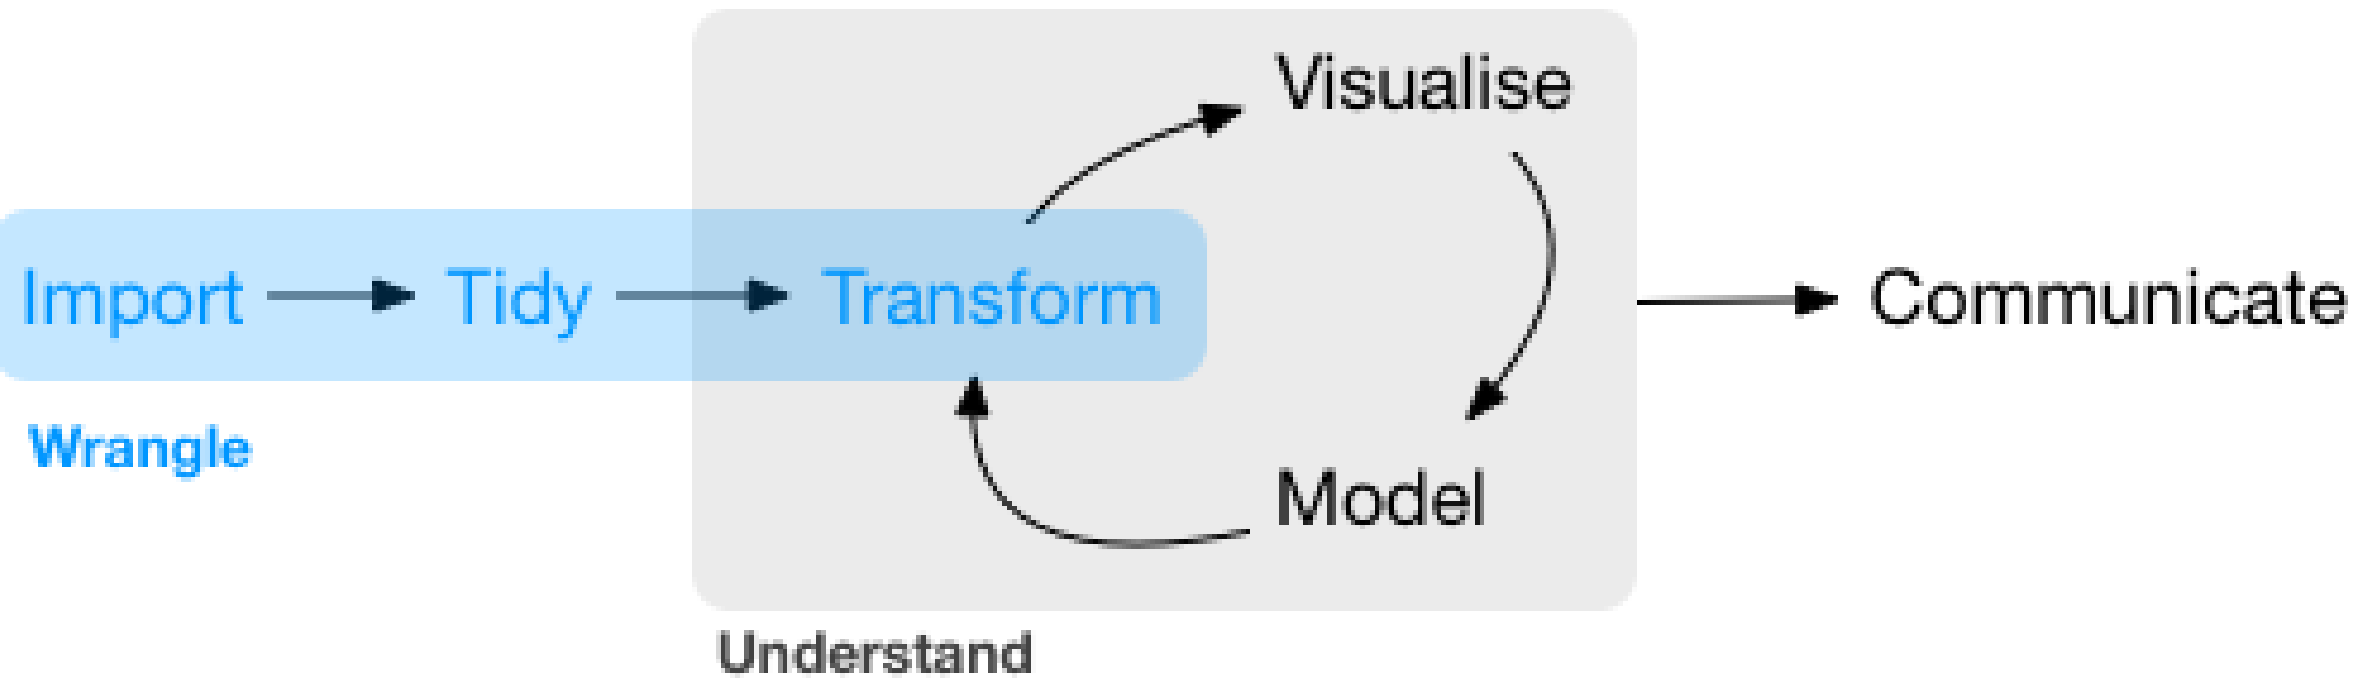 Visualise
Import Tidy Transform Communicate
Wrangle
Model
Understand